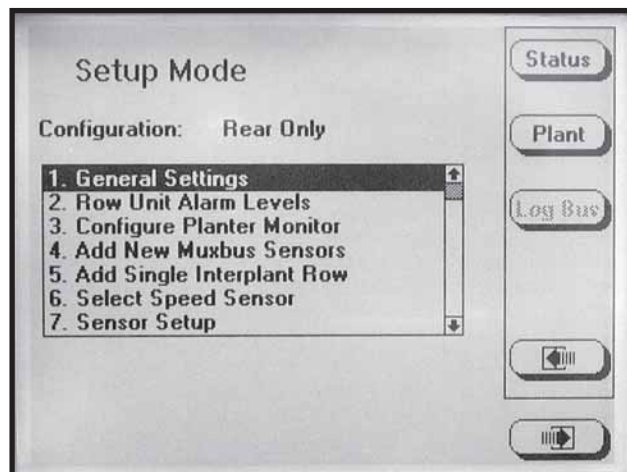 Setup Mode
Configuration: Rear Only
1. General Settings
2. Row Unit Alarm Levels
3. Configure Planter Monitor
4. Add New Muxbus Sensors
5. Add Single Interplant Row
6. Select Speed Sensor
7. Sensor Setup
Status
Plant
Log Bus